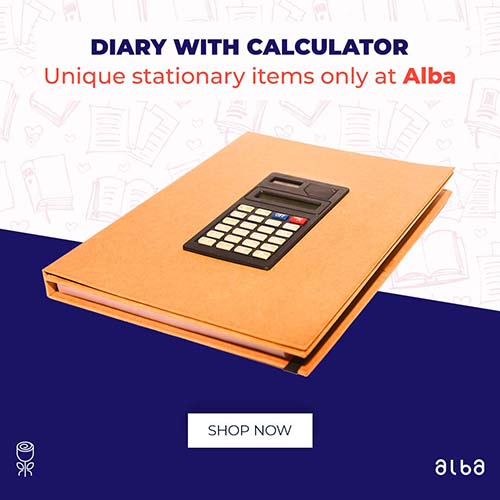 DIARY WITH CALCULATOR
Unique stationary items only at Alba
SHOP NOW
alba